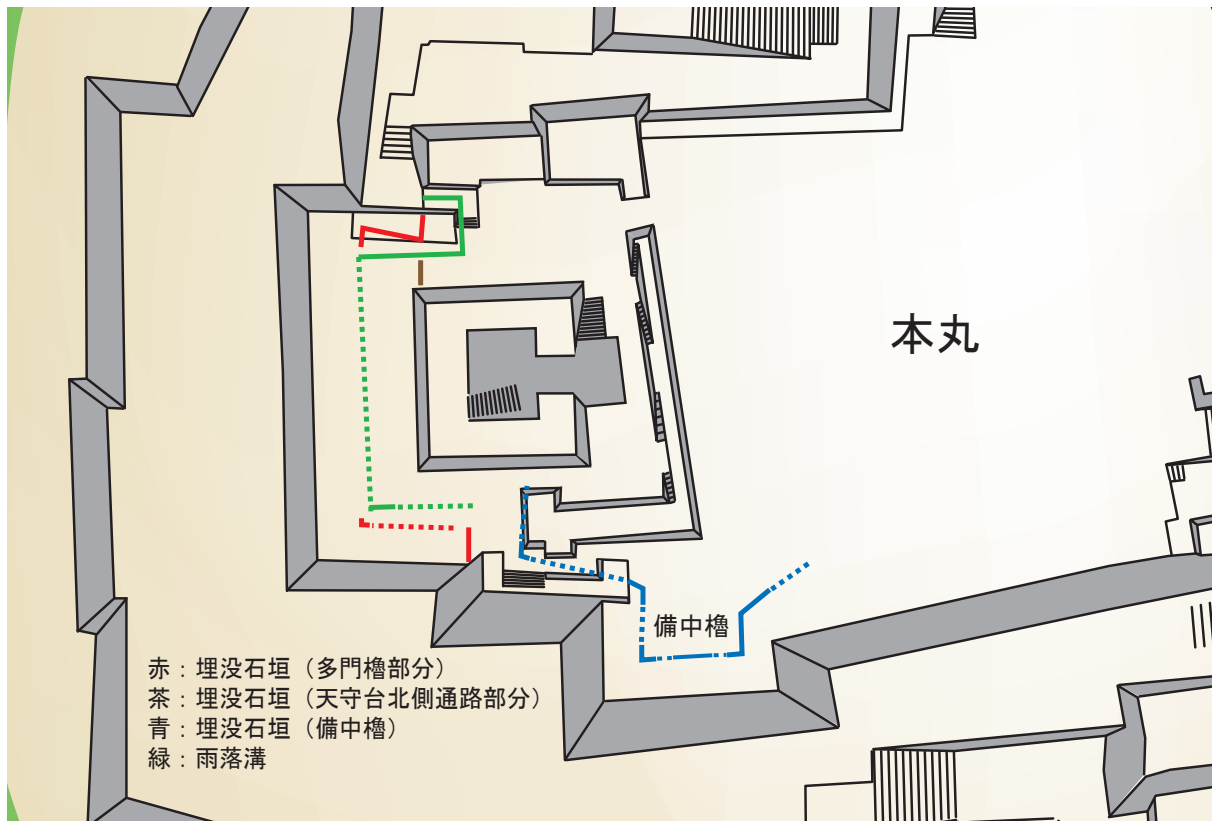 本丸
備中櫓
赤：埋没石垣（多門櫓部分）
茶：埋没石垣（天守台北側通路部分）
青：埋没石垣（備中櫓）
緑：雨落溝